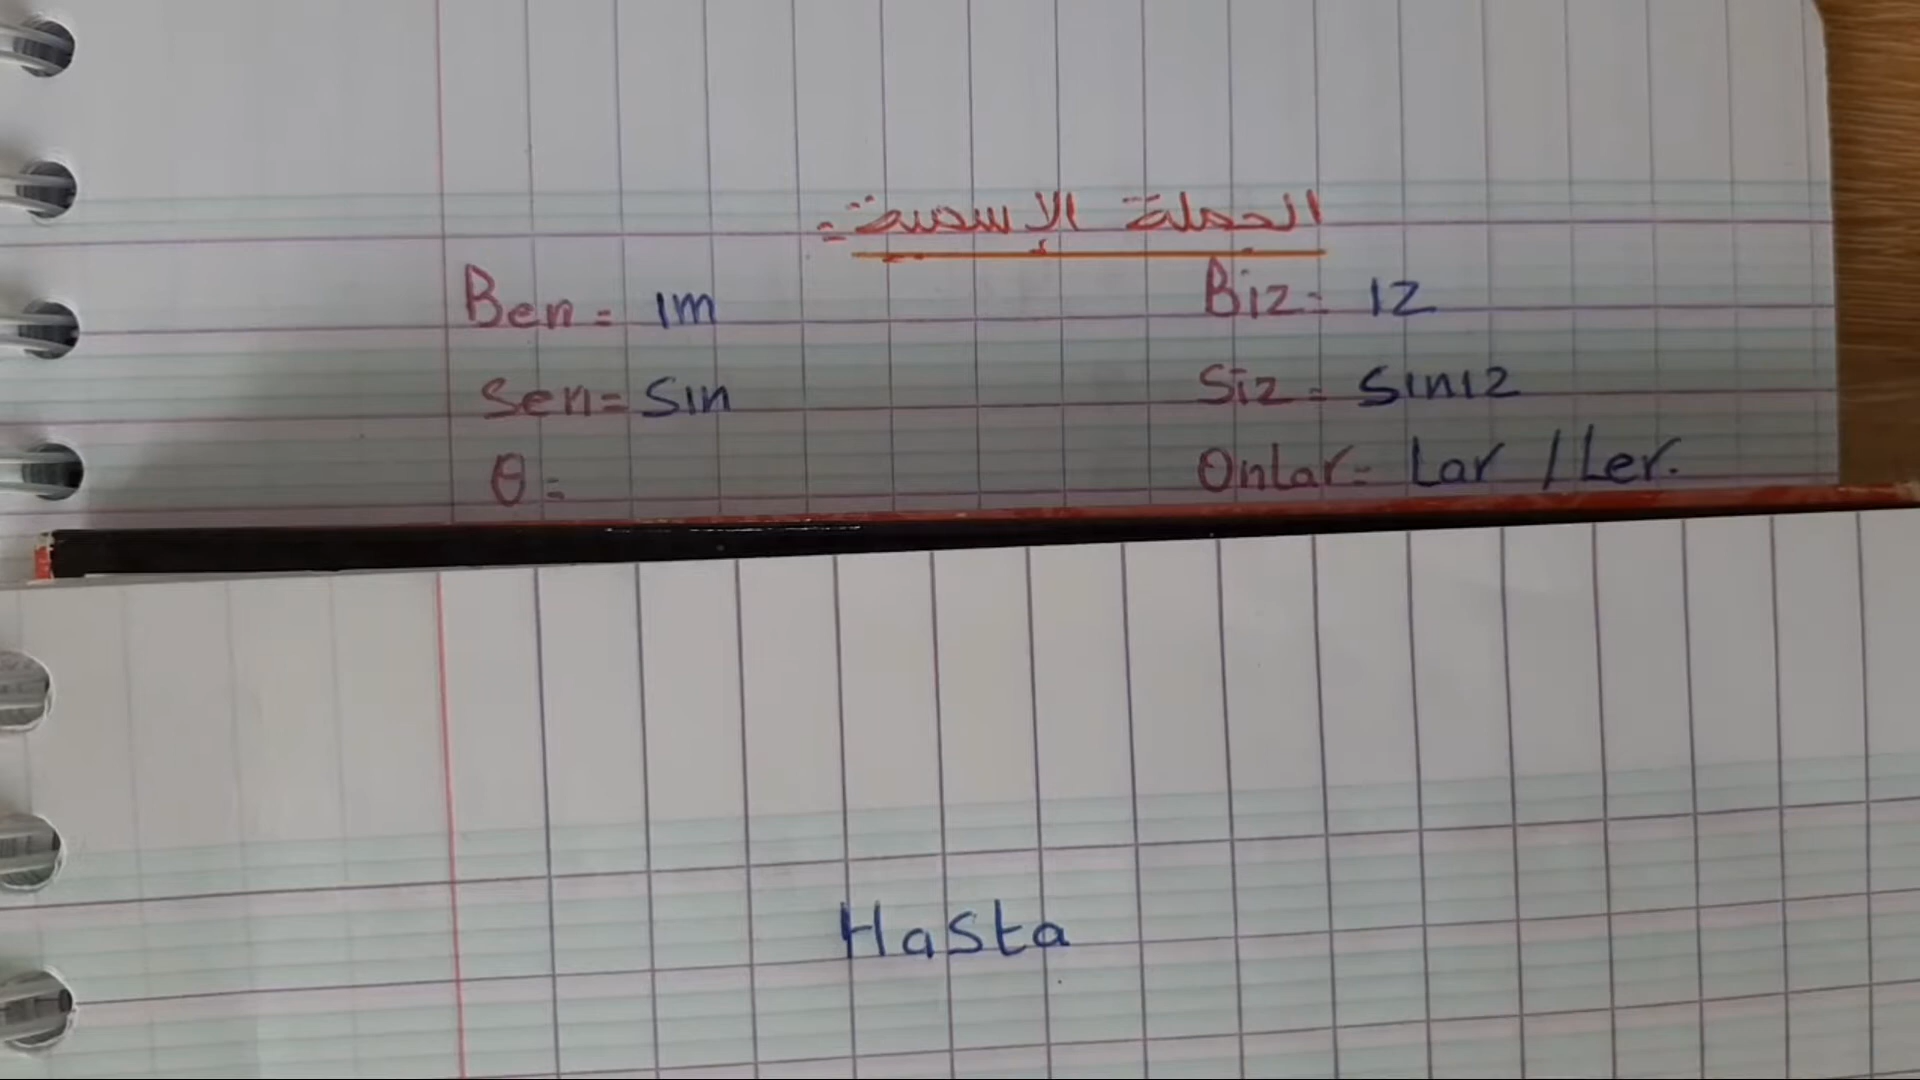 الجملة الإسمية =
Ben = ım Biz = ız
Sen = sın Siz = sınız
O = Onlar = Lar / Ler.
Hasta